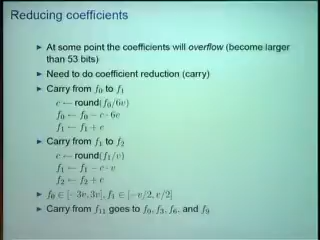 Reducing coefficients
▶ At some point the coefficients will overflow (become larger
than 53 bits)
▶ Need to do coefficient reduction (carry)
▶ Carry from f₀ to f₁
c ← round(f₀/6v)
f₀ ← f₀ − c · 6v
f₁ ← f₁ + c
▶ Carry from f₁ to f₂
c ← round(f₁/v)
f₁ ← f₁ − c · v
f₂ ← f₂ + c
▶ f₀ ∈ [−3v, 3v], f₁ ∈ [−v/2, v/2]
▶ Carry from f₁₁ goes to f₀, f₃, f₆, and f₉